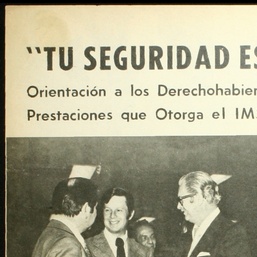 "TU SEGURIDAD ES
Orientación a los Derechohabien
Prestaciones que Otorga el IM